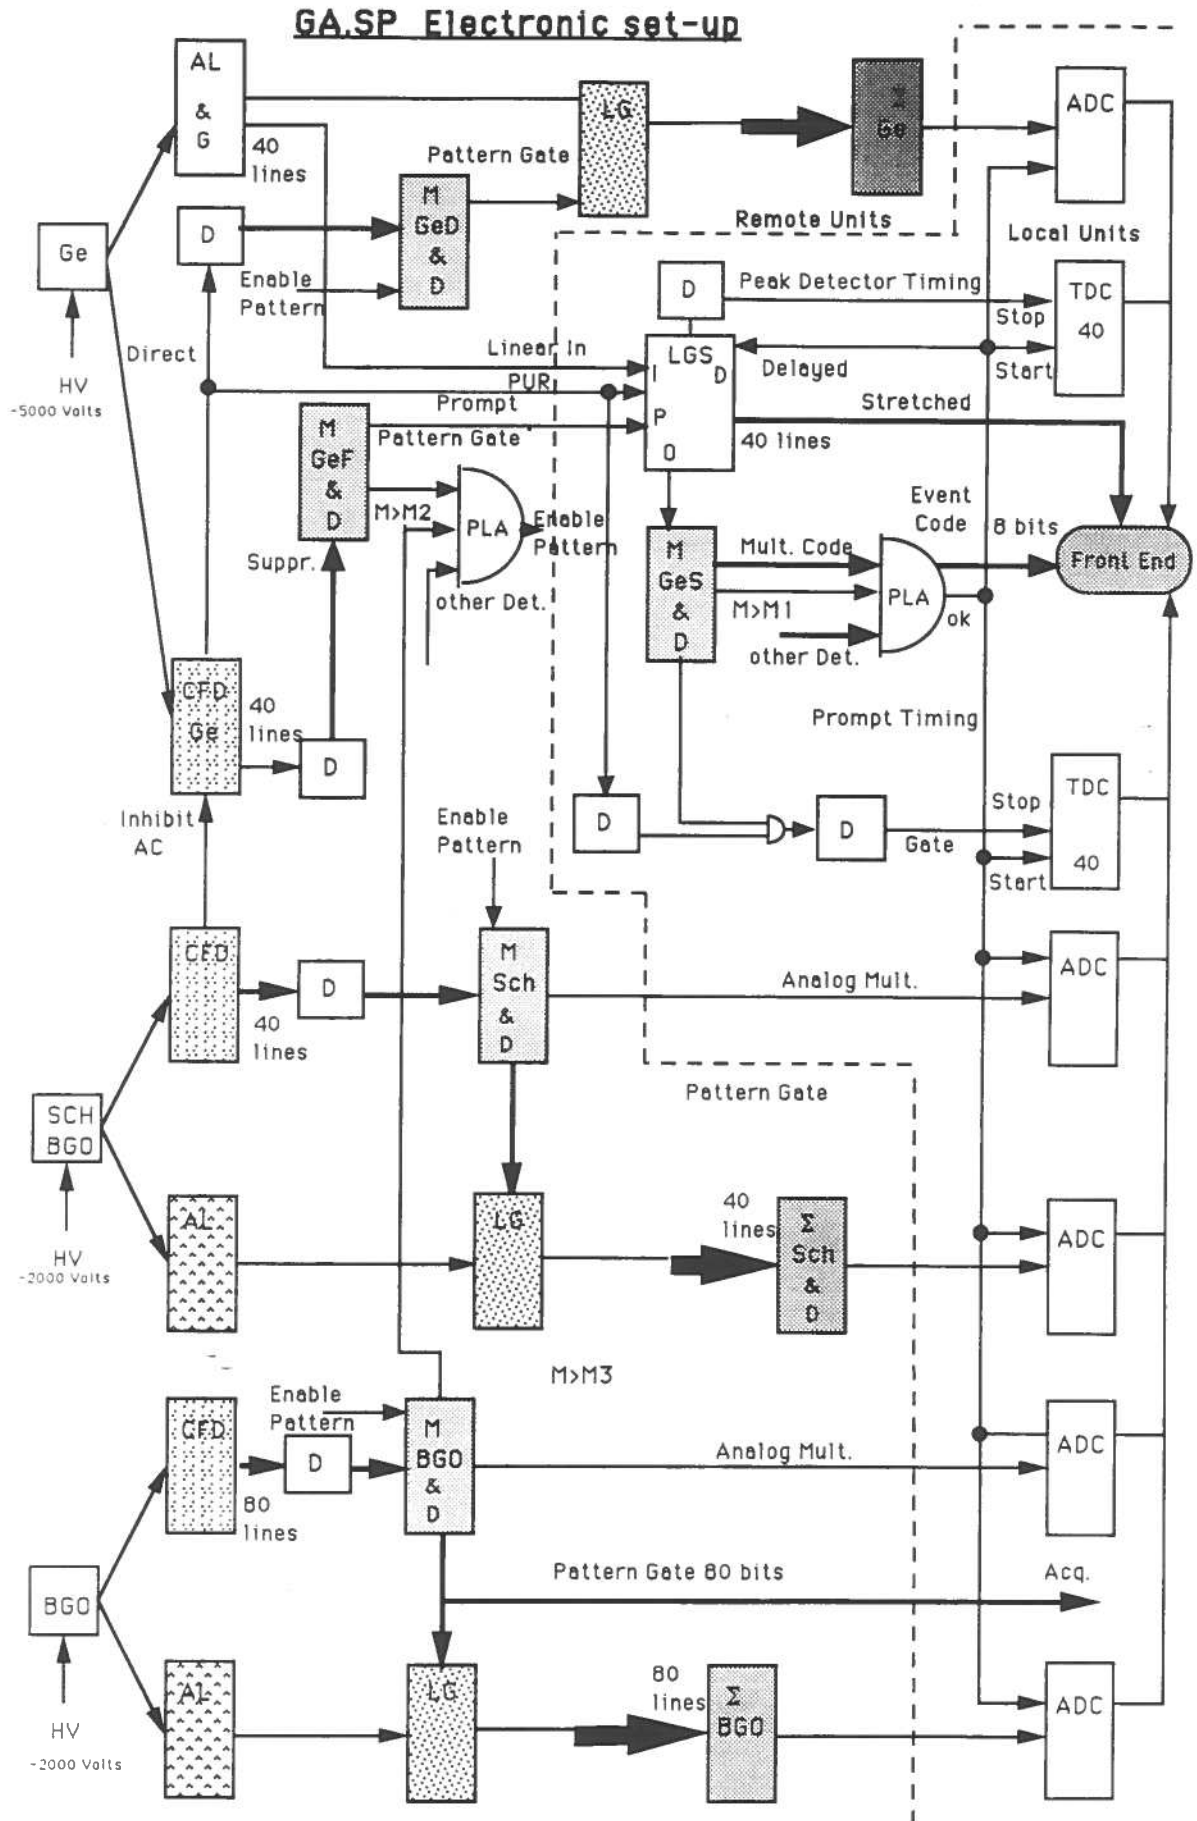 GA.SP Electronic set-up
AL
&
G
40
lines
Pattern Gate
LG
Σ
Ge
ADC
Ge
D
M
GeD
&
D
Enable
Pattern
Remote Units
Local Units
HV
-5000 Volts
Direct
D
Peak Detector Timing
TDC
40
Stop
Start
Linear In
PUR
Prompt
Pattern Gate
LGS
I
D
P
O
Delayed
Stretched
40 lines
M
GeF
&
D
M>M2
PLA
Enable
Pattern
other Det.
Suppr.
M
GeS
&
D
Mult. Code
M>M1
other Det.
PLA
ok
Event
Code
8 bits
Front End
CFD
Ge
40
lines
D
Prompt Timing
Inhibit
AC
Enable
Pattern
D
D
Gate
Stop
Start
TDC
40
CFD
40
lines
D
M
Sch
&
D
Analog Mult.
ADC
SCH
BGO
HV
-2000 Volts
Pattern Gate
AL
LG
40
lines
Σ
Sch
&
D
ADC
M>M3
Enable
Pattern
CFD
80
lines
D
M
BGO
&
D
Analog Mult.
ADC
BGO
HV
-2000 Volts
Pattern Gate 80 bits
Acq.
AL
LG
80
lines
Σ
BGO
ADC